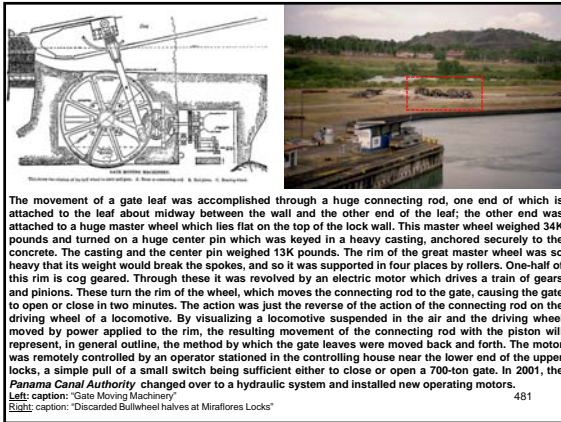 GATE MOVING MACHINERY.
The movement of a gate leaf was accomplished through a huge connecting rod, one end of which is
attached to the leaf about midway between the wall and the other end of the leaf; the other end was
attached to a huge master wheel which lies flat on the top of the lock wall. This master wheel weighed 34K
pounds and turned on a huge center pin which was keyed in a heavy casting, anchored securely to the
concrete. The casting and the center pin weighed 13K pounds. The rim of the great master wheel was so
heavy that its weight would break the spokes, and so it was supported in four places by rollers. One-half of
this rim is cog geared. Through these it was revolved by an electric motor which drives a train of gears
and pinions. These turn the rim of the wheel, which moves the connecting rod to the gate, causing the gate
to open or close in two minutes. The action was just the reverse of the action of the connecting rod on the
driving wheel of a locomotive. By visualizing a locomotive suspended in the air and the driving wheel
moved by power applied to the rim, the resulting movement of the connecting rod with the piston will
represent, in general outline, the method by which the gate leaves were moved back and forth. The motor
was remotely controlled by an operator stationed in the controlling house near the lower end of the upper
locks, a simple pull of a small switch being sufficient either to close or open a 700-ton gate. In 2001, the
Panama Canal Authority changed over to a hydraulic system and installed new operating motors.
Left: caption: “Gate Moving Machinery”
Right: caption: “Discarded Bullwheel halves at Miraflores Locks”
481